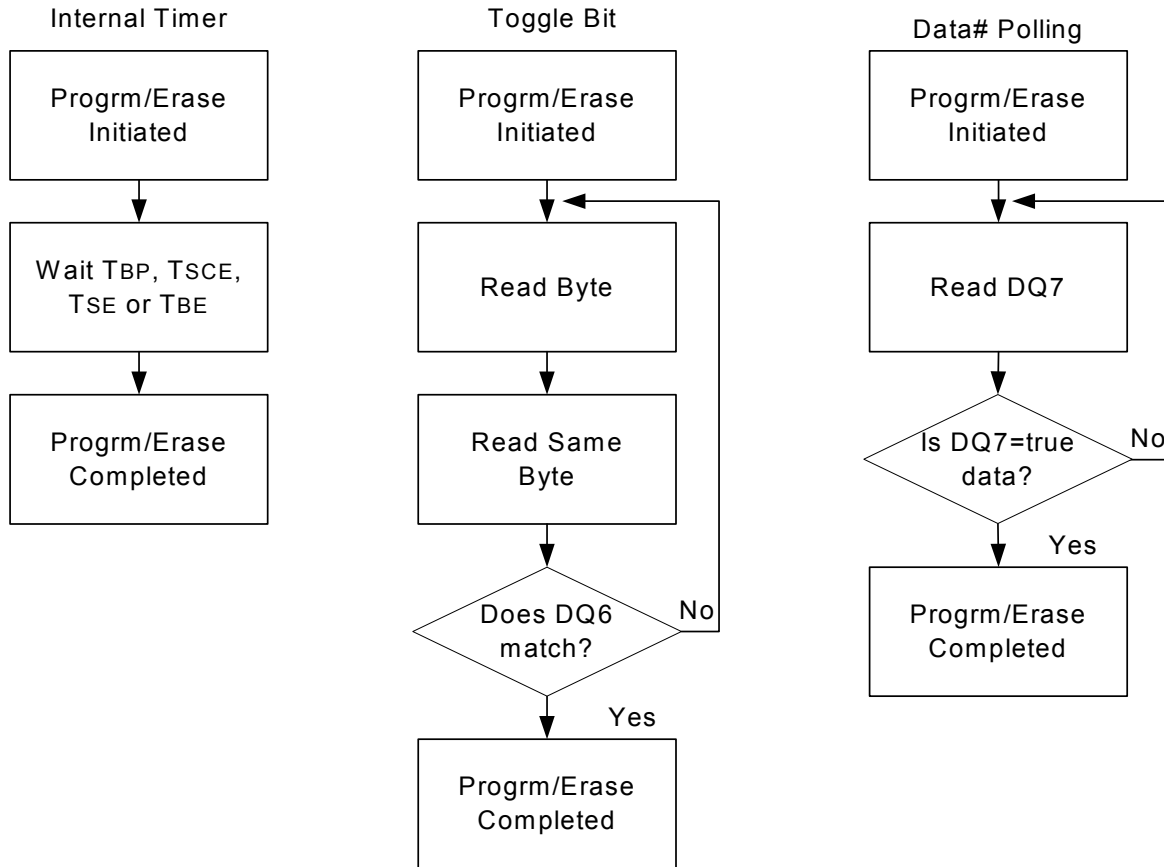 Internal Timer
Progrm/Erase
Initiated
Wait TBP, TSCE,
TSE or TBE
Progrm/Erase
Completed
Toggle Bit
Progrm/Erase
Initiated
Read Byte
Read Same
Byte
Does DQ6
match?
No
Yes
Progrm/Erase
Completed
Data# Polling
Progrm/Erase
Initiated
Read DQ7
Is DQ7=true
data?
No
Yes
Progrm/Erase
Completed